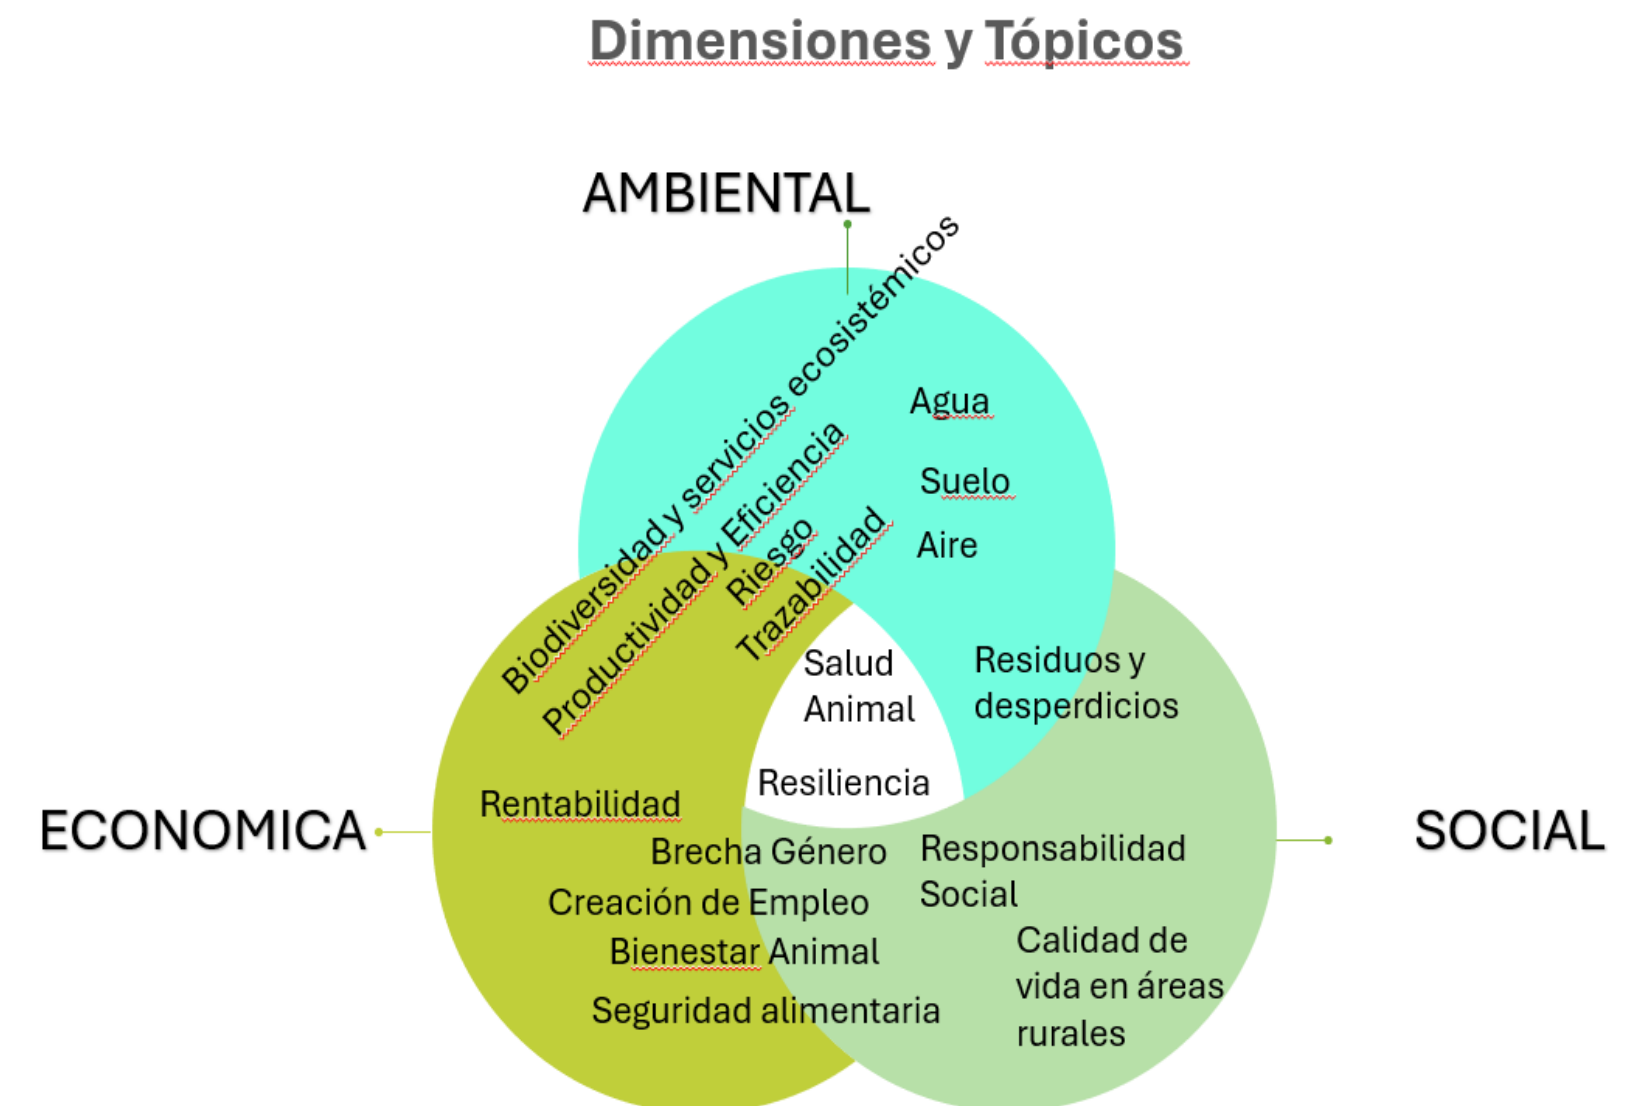 Dimensiones y Tópicos
AMBIENTAL
Biodiversidad y servicios ecosistémicos
Productividad y Eficiencia
Riesgo
Trazabilidad
Agua
Suelo
Aire
Salud
Animal
Resiliencia
Residuos y
desperdicios
ECONOMICA
Rentabilidad
Brecha Género
Creación de Empleo
Bienestar Animal
Seguridad alimentaria
SOCIAL
Responsabilidad
Social
Calidad de
vida en áreas
rurales